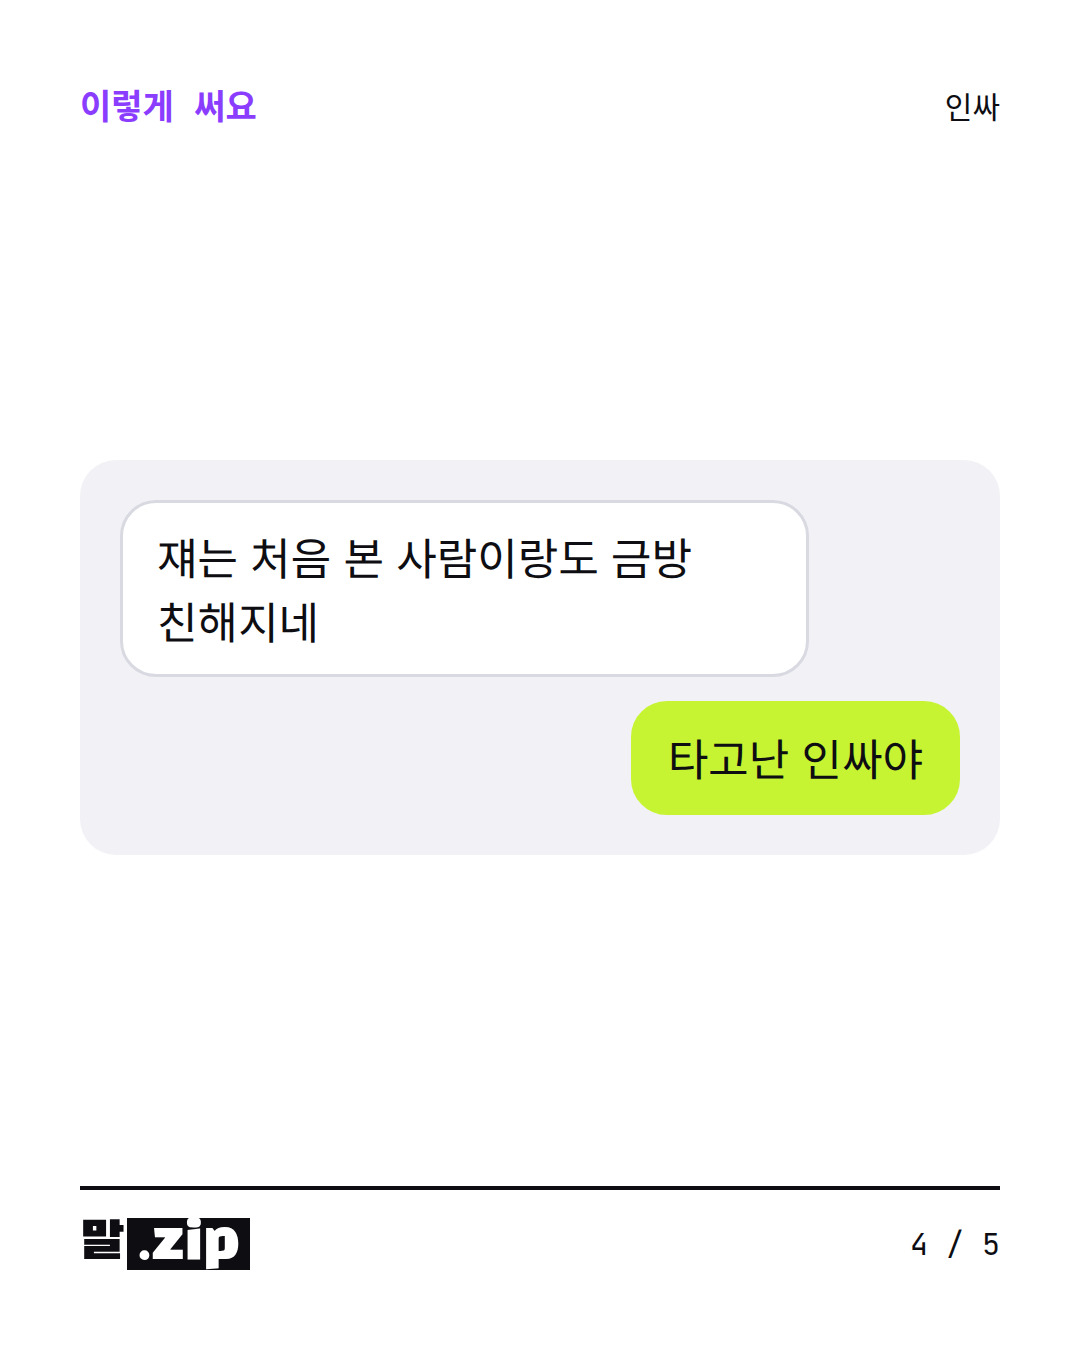 이렇게 써요
인싸
쟤는 처음 본 사람이랑도 금방
친해지네
타고난 인싸야
말.zip
4 / 5